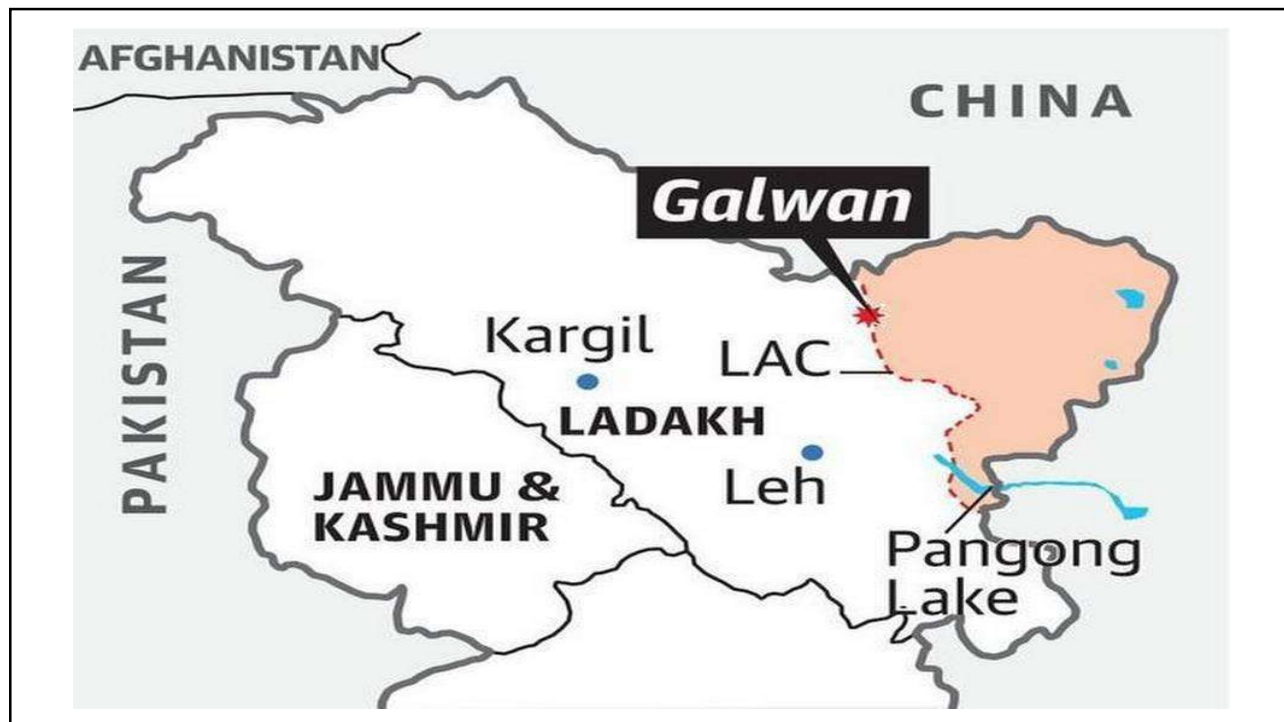 AFGHANISTAN
CHINA
Galwan
PAKISTAN
Kargil
LAC
LADAKH
Leh
JAMMU &
KASHMIR
Pangong
Lake